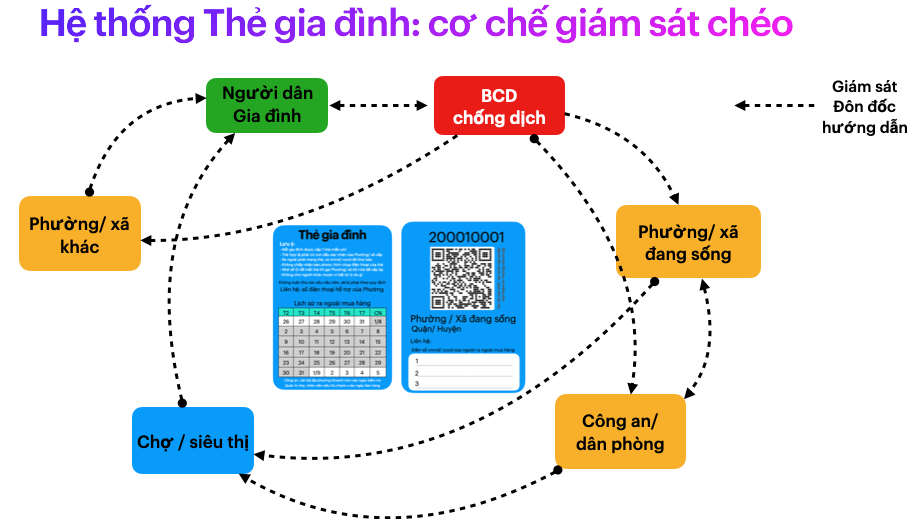 Hệ thống Thẻ gia đình: cơ chế giám sát chéo
Người dân
Gia đình
BCD
chống dịch
Giám sát
Đôn đốc
hướng dẫn
Phường/ xã
khác
Phường/ xã
đang sống
Thẻ gia đình
Lưu ý:
Liên hệ: số điện thoại hỗ trợ của Phường
Lịch sử ra ngoài mua hàng
T2 T3 T4 T5 T6 T7 CN
26 27 28 29 30 31 1/8
2 3 4 5 6 7 8
9 10 11 12 13 14 15
16 17 18 19 20 21 22
23 24 25 26 27 28 29
30 31 1/9 2 3 4 5
200010001
Phường / Xã đang sống
Quận/ Huyện
Liên hệ:
1
2
3
Chợ / siêu thị
Công an/
dân phòng